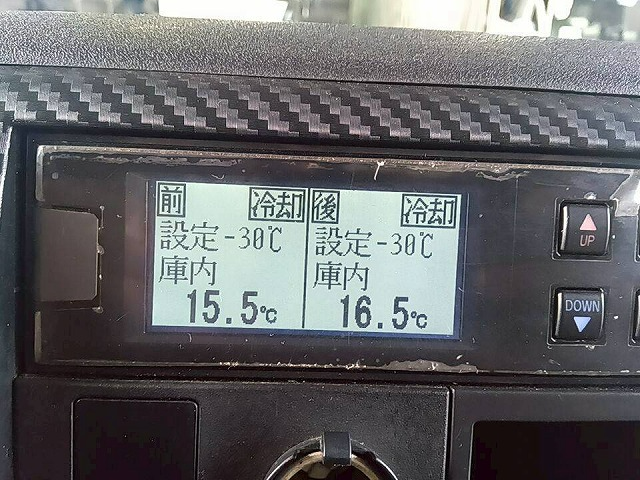 前 冷却
設定-30℃
庫内
15.5℃
後 冷却
設定-30℃
庫内
16.5℃
UP
DOWN